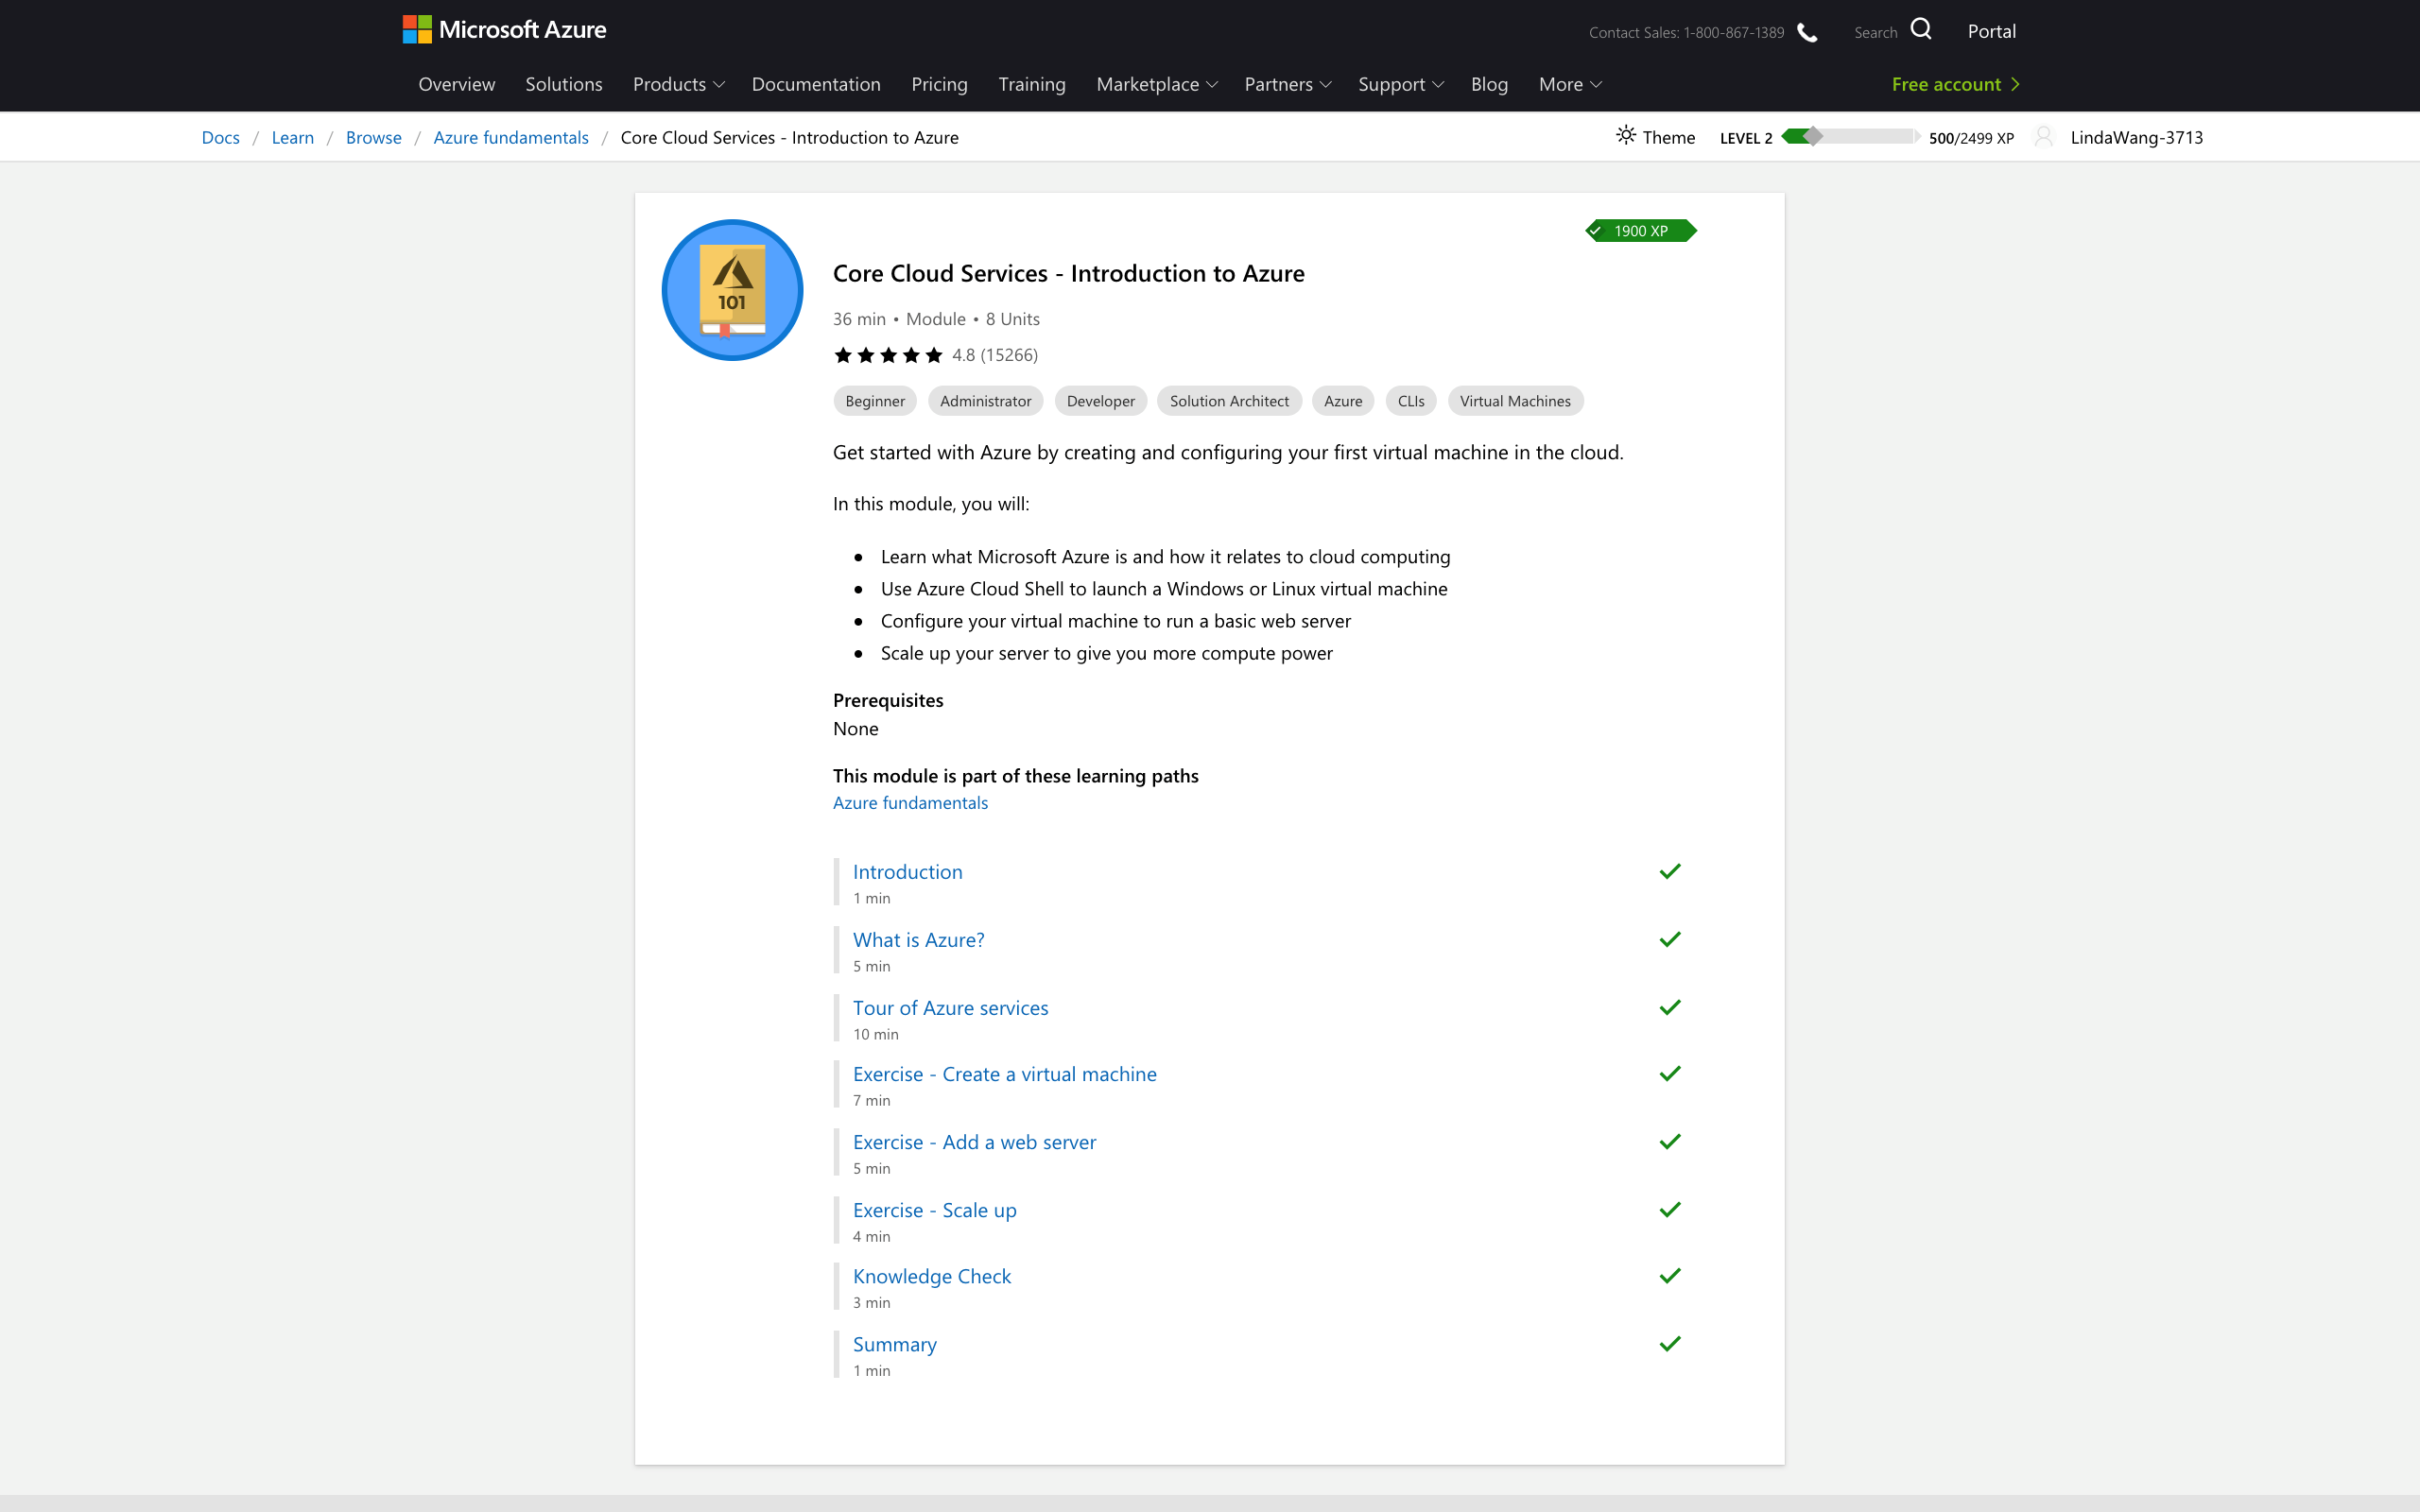 Microsoft Azure
Contact Sales: 1-800-867-1389 Search Portal
Overview Solutions Products Documentation Pricing Training Marketplace Partners Support Blog More Free account
Docs / Learn / Browse / Azure fundamentals / Core Cloud Services - Introduction to Azure Theme LEVEL 2 500/2499 XP LindaWang-3713
1900 XP
101
Core Cloud Services - Introduction to Azure
36 min • Module • 8 Units
4.8 (15266)
Beginner Administrator Developer Solution Architect Azure CLIs Virtual Machines
Get started with Azure by creating and configuring your first virtual machine in the cloud.
In this module, you will:
• Learn what Microsoft Azure is and how it relates to cloud computing
• Use Azure Cloud Shell to launch a Windows or Linux virtual machine
• Configure your virtual machine to run a basic web server
• Scale up your server to give you more compute power
Prerequisites
None
This module is part of these learning paths
Azure fundamentals
Introduction
1 min
What is Azure?
5 min
Tour of Azure services
10 min
Exercise - Create a virtual machine
7 min
Exercise - Add a web server
5 min
Exercise - Scale up
4 min
Knowledge Check
3 min
Summary
1 min